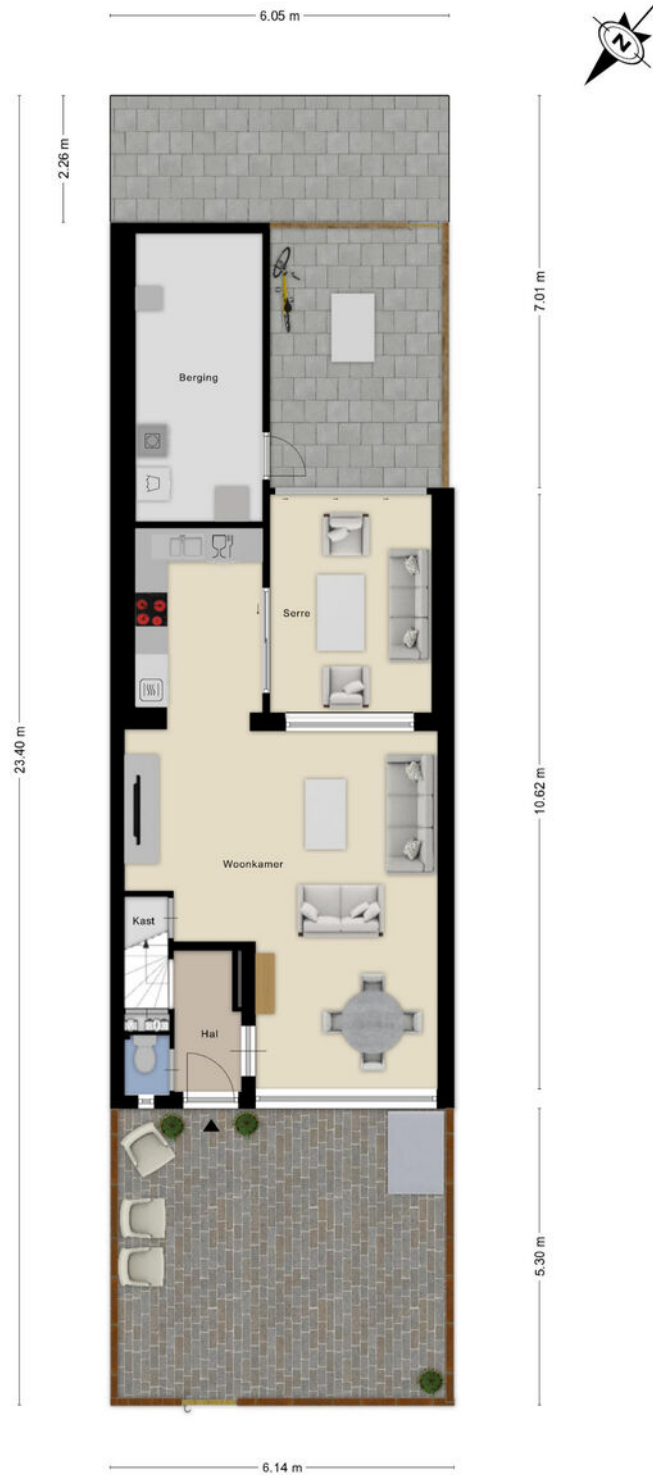 6.05 m
N
2.26 m
7.01 m
Berging
Serre
23.40 m
10.62 m
Woonkamer
Kast
Hal
5.30 m
6.14 m